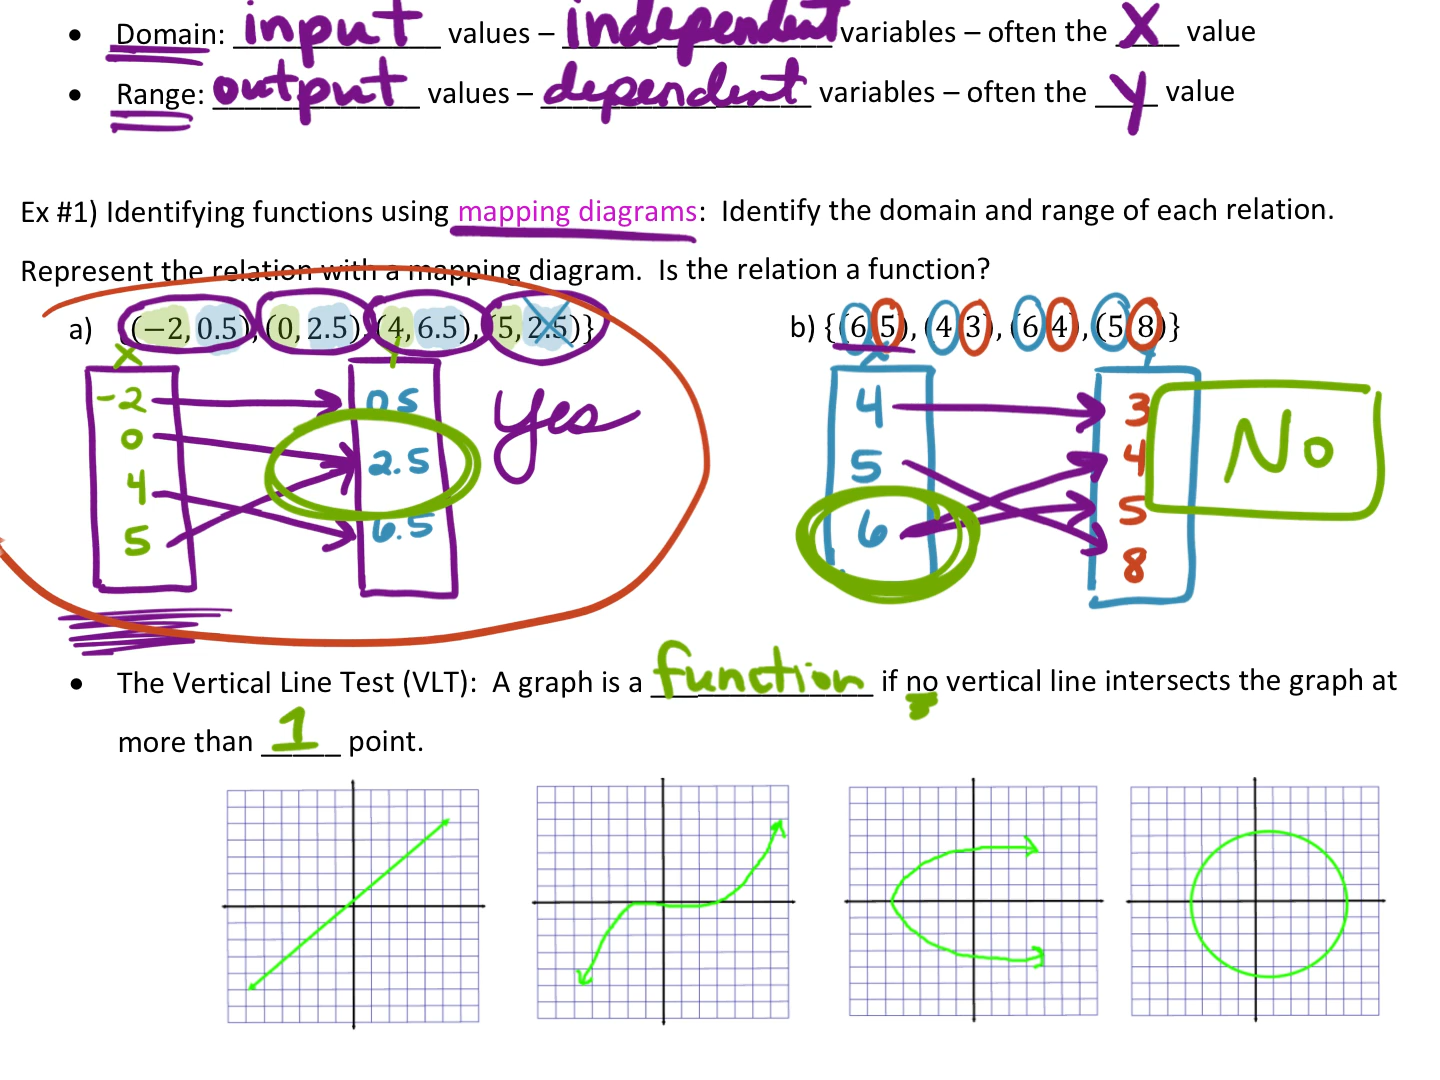 • Domain: input values – independent variables – often the x value
• Range: output values – dependent variables – often the y value
Ex #1) Identifying functions using mapping diagrams: Identify the domain and range of each relation.
Represent the relation with a mapping diagram. Is the relation a function?
a) {(−2, 0.5), (0, 2.5), (4, 6.5), (5, 2.5)}
b) {(6, 5), (4, 3), (6, 4), (5, 8)}
x y
-2 0.5
0 2.5
4 6.5
5
yes
x y
4 3
5 4
6 5
8
No
• The Vertical Line Test (VLT): A graph is a function if no vertical line intersects the graph at
more than 1 point.